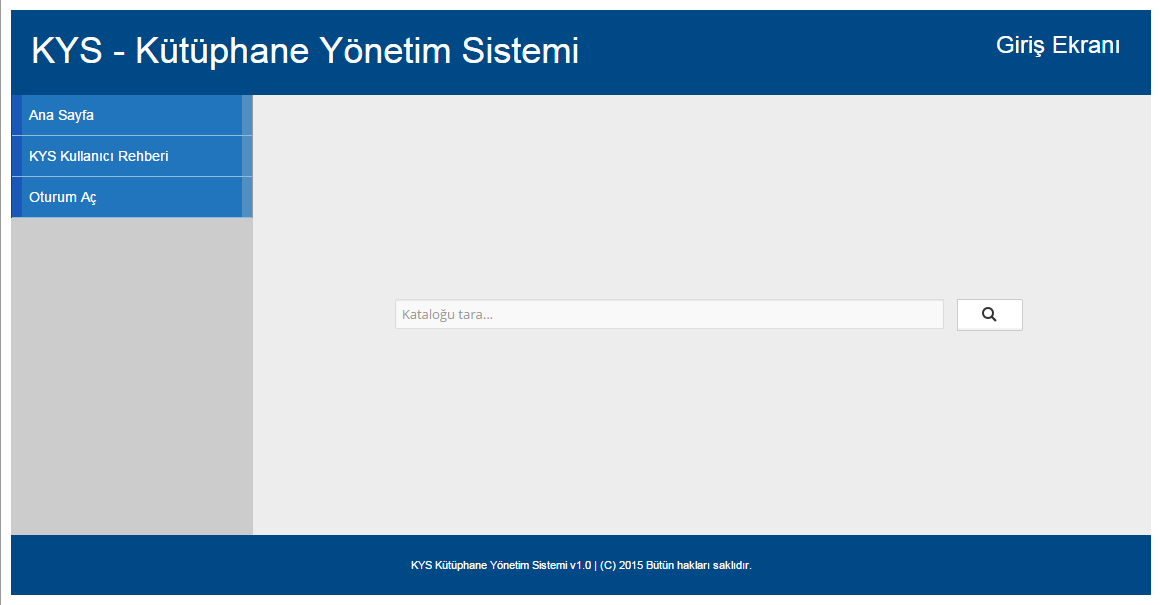 KYS - Kütüphane Yönetim Sistemi
Giriş Ekranı
Ana Sayfa
KYS Kullanıcı Rehberi
Oturum Aç
Kataloğu tara...
KYS Kütüphane Yönetim Sistemi v1.0 | (C) 2015 Bütün hakları saklıdır.